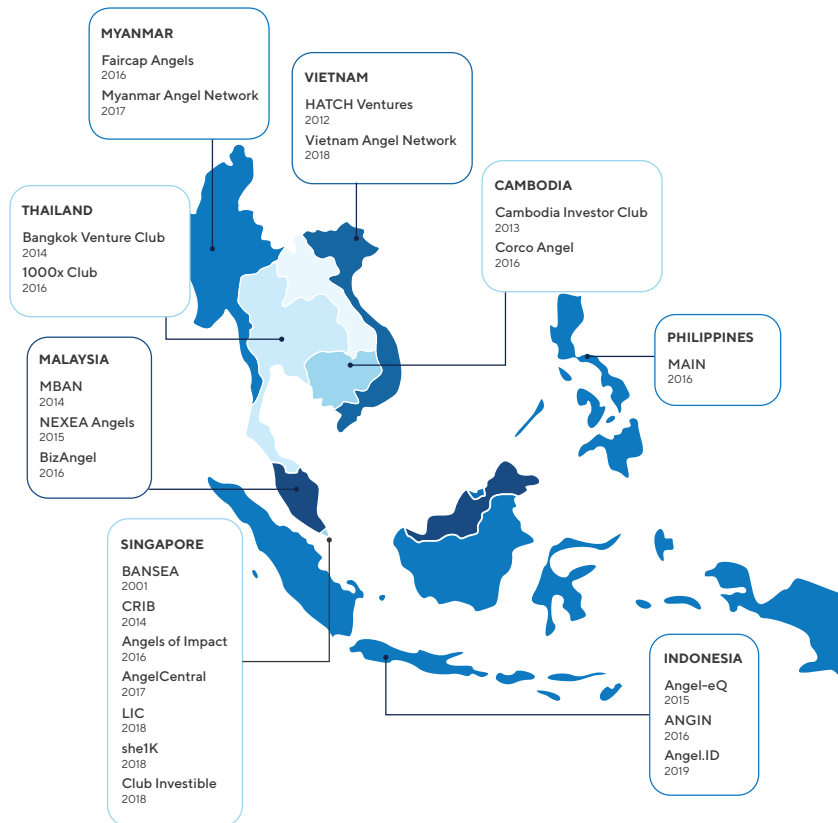 MYANMAR
Faircap Angels
2016
Myanmar Angel Network
2017
VIETNAM
HATCH Ventures
2012
Vietnam Angel Network
2018
THAILAND
Bangkok Venture Club
2014
1000x Club
2016
CAMBODIA
Cambodia Investor Club
2013
Corco Angel
2016
MALAYSIA
MBAN
2014
NEXEA Angels
2015
BizAngel
2016
PHILIPPINES
MAIN
2016
SINGAPORE
BANSEA
2001
CRIB
2014
Angels of Impact
2016
AngelCentral
2017
LIC
2018
she1K
2018
Club Investible
2018
INDONESIA
Angel-eQ
2015
ANGIN
2016
Angel.ID
2019